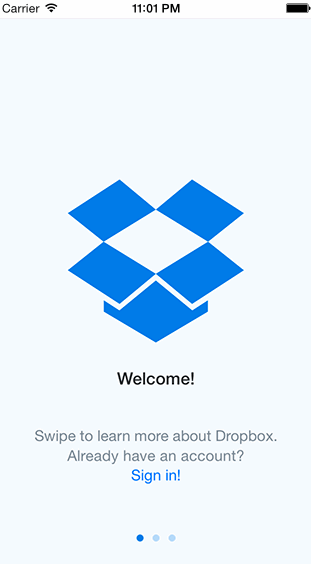 Carrier 11:01 PM
Welcome!
Swipe to learn more about Dropbox.
Already have an account?
Sign in!